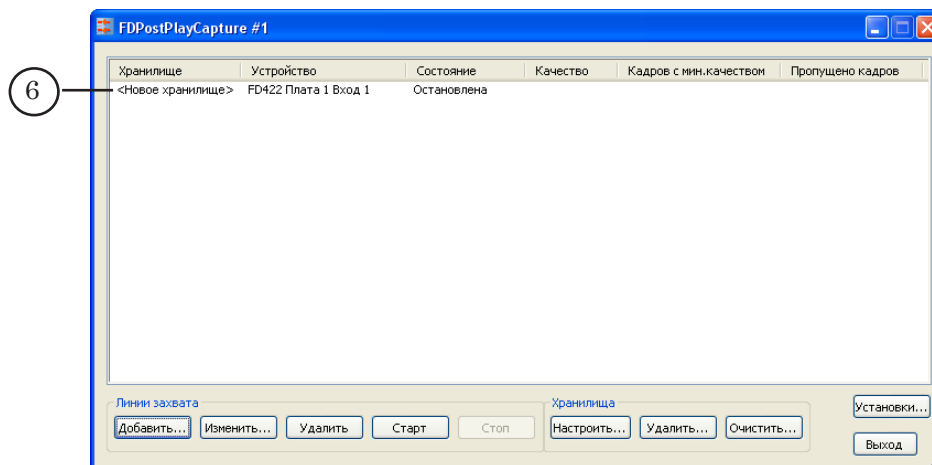 FDPostPlayCapture #1
Хранилище Устройство Состояние Качество Кадров с мин.качеством Пропущено кадров
6 <Новое хранилище> FD422 Плата 1 Вход 1 Остановлена
Линии захвата Хранилища
Установки...
Добавить... Изменить... Удалить Старт Стоп Настроить... Удалить... Очистить...
Выход